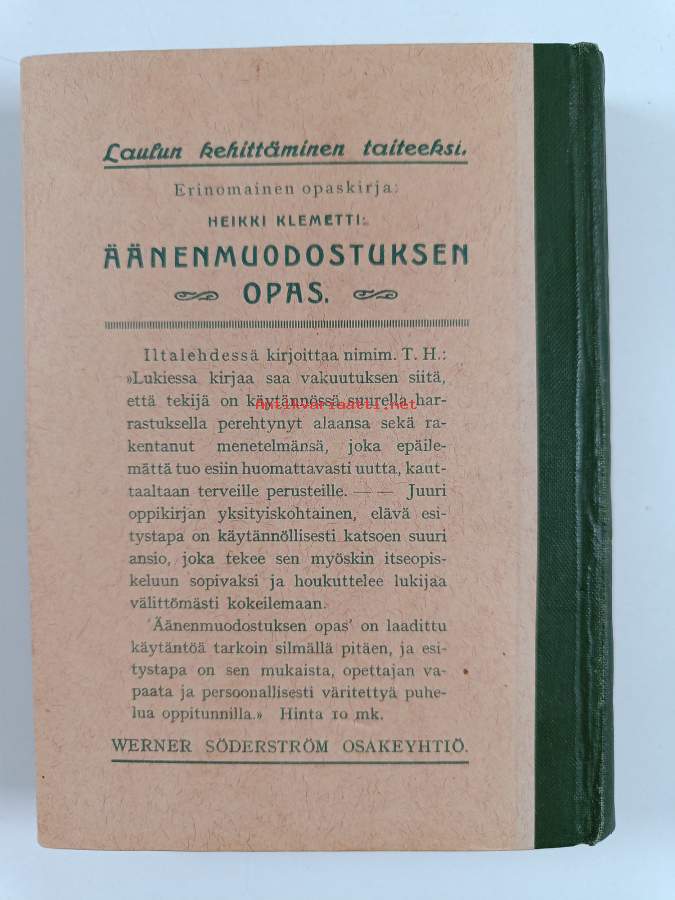 Laulun kehittäminen taiteeksi.
Erinomainen opaskirja:
HEIKKI KLEMETTI:
ÄÄNENMUODOSTUKSEN
OPAS.
Iltalehdessä kirjoittaa nimim. T. H.:
»Lukiessa kirjaa saa vakuutuksen siitä,
että tekijä on käytännössä suurella har-
Antikvariaatti.net
rastuksella perehtynyt alaansa sekä ra-
kentanut menetelmänsä, joka epäile-
mättä tuo esiin huomattavasti uutta, kaut-
taaltaan terveille perusteille. — — Juuri
oppikirjan yksityiskohtainen, elävä esi-
tystapa on käytännöllisesti katsoen suuri
ansio, joka tekee sen myöskin itseopis-
keluun sopivaksi ja houkuttelee lukijaa
välittömästi kokeilemaan.
'Äänenmuodostuksen opas' on laadittu
käytäntöä tarkoin silmällä pitäen, ja esi-
tystapa on sen mukaista, opettajan va-
paata ja persoonallisesti väritettyä puhe-
lua oppitunnilla.» Hinta 10 mk.
WERNER SÖDERSTRÖM OSAKEYHTIÖ.